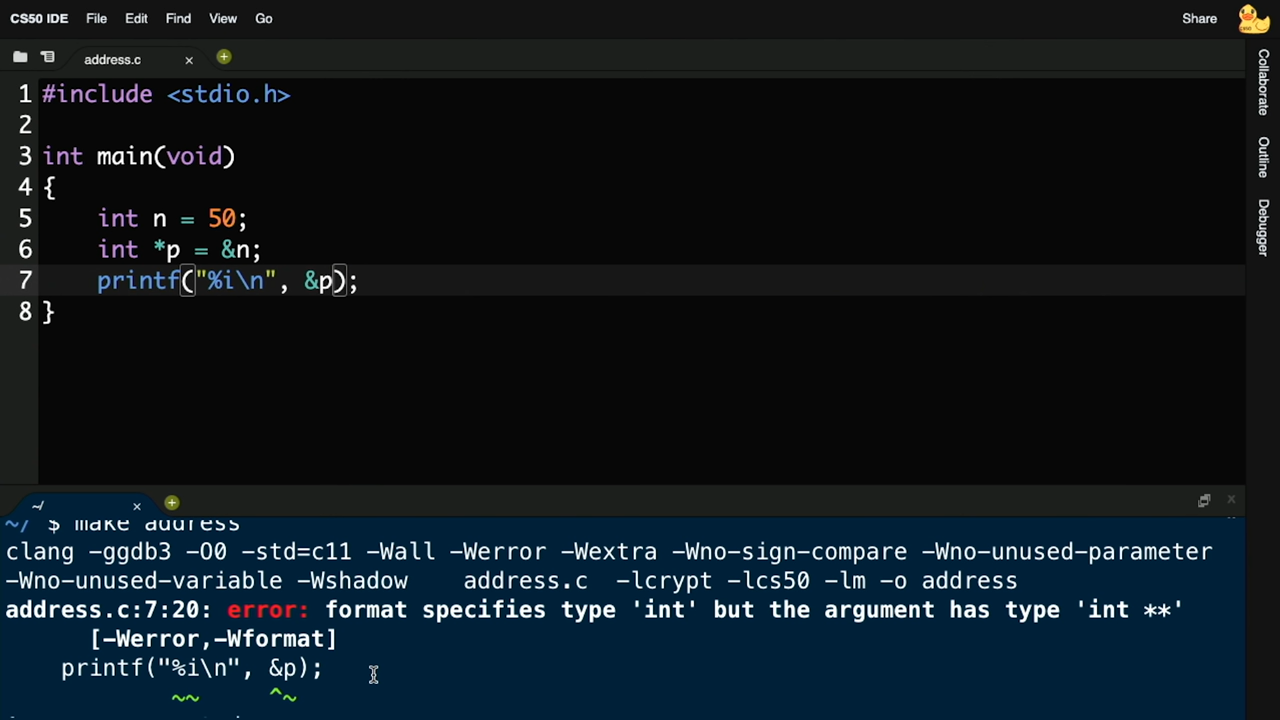 CS50 IDE File Edit Find View Go Share
address.c
1 #include <stdio.h>
2
3 int main(void)
4 {
5     int n = 50;
6     int *p = &n;
7     printf("%i\n", &p);
8 }
Collaborate
Outline
Debugger
~/
~/ $ make address
clang -ggdb3 -O0 -std=c11 -Wall -Werror -Wextra -Wno-sign-compare -Wno-unused-parameter
-Wno-unused-variable -Wshadow    address.c  -lcrypt -lcs50 -lm -o address
address.c:7:20: error: format specifies type 'int' but the argument has type 'int **'
      [-Werror,-Wformat]
    printf("%i\n", &p);
            ~~     ^~